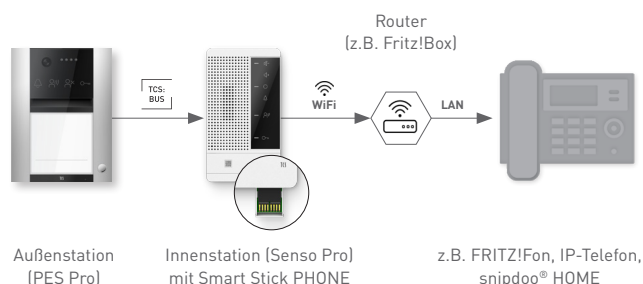 Router
(z.B. Fritz!Box)
TCS:
BUS
WiFi
LAN
Außenstation
(PES Pro)
Innenstation (Senso Pro)
mit Smart Stick PHONE
z.B. FRITZ!Fon, IP-Telefon,
snipdoo® HOME